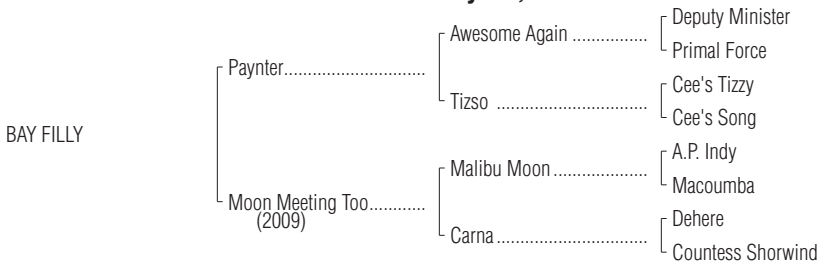 Deputy Minister
Awesome Again ................
Primal Force
Paynter..............................
Cee's Tizzy
Tizso ................................
Cee's Song
BAY FILLY
A.P. Indy
Malibu Moon ....................
Macoumba
Moon Meeting Too............
(2009)
Dehere
Carna ................................
Countess Shorwind